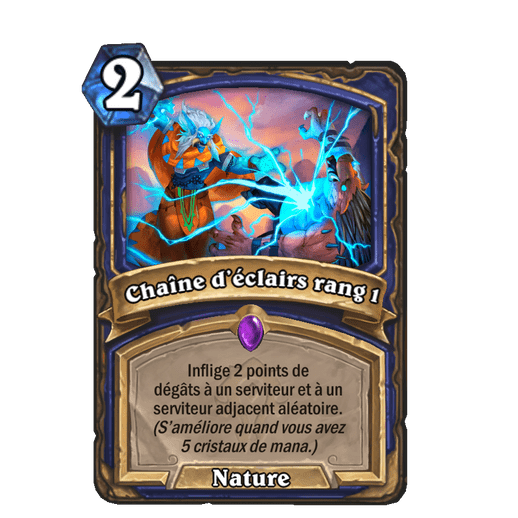 2
Chaîne d'éclairs rang 1
Inflige 2 points de
dégâts à un serviteur et à un
serviteur adjacent aléatoire.
(S'améliore quand vous avez
5 cristaux de mana.)
Nature